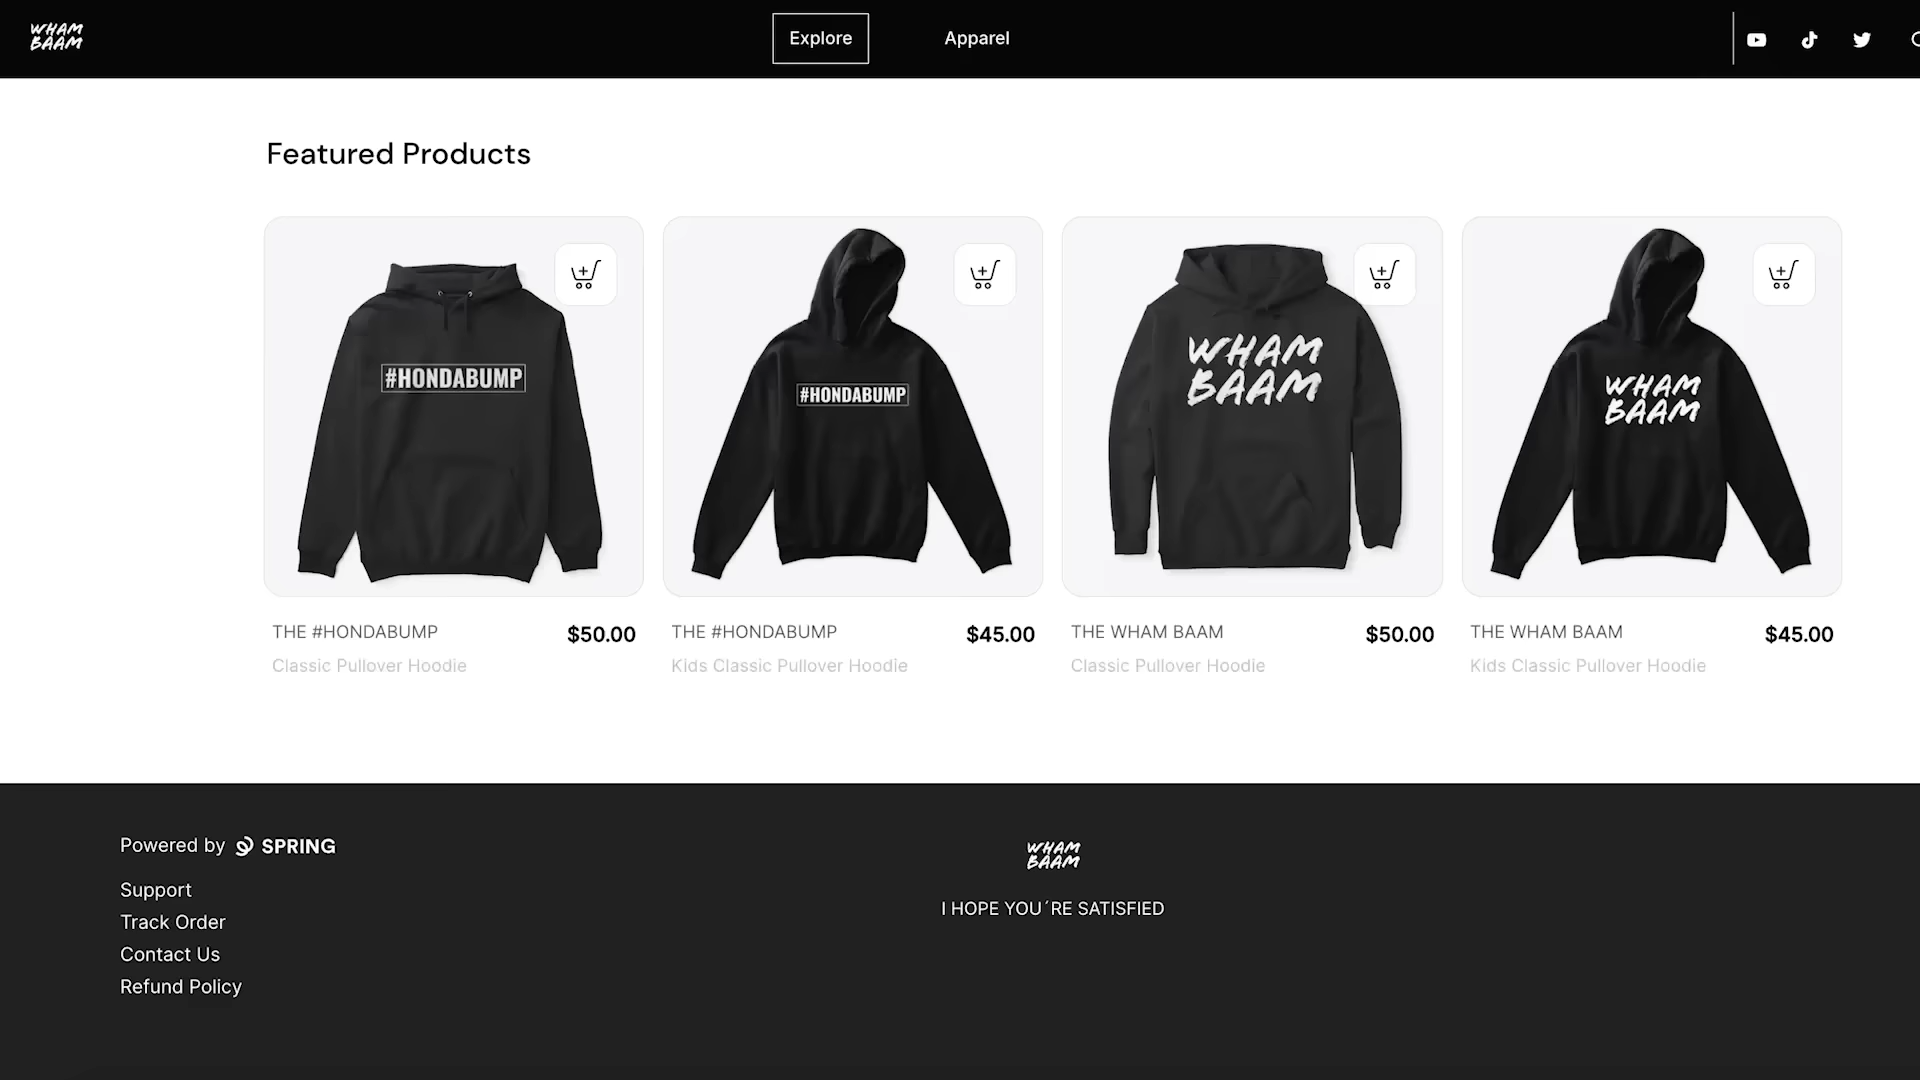 WHAM
BAAM
Explore
Apparel
Featured Products
#HONDABUMP
#HONDABUMP
WHAM
BAAM
WHAM
BAAM
THE #HONDABUMP
$50.00
Classic Pullover Hoodie
THE #HONDABUMP
$45.00
Kids Classic Pullover Hoodie
THE WHAM BAAM
$50.00
Classic Pullover Hoodie
THE WHAM BAAM
$45.00
Kids Classic Pullover Hoodie
Powered by SPRING
Support
Track Order
Contact Us
Refund Policy
WHAM
BAAM
I HOPE YOU´RE SATISFIED